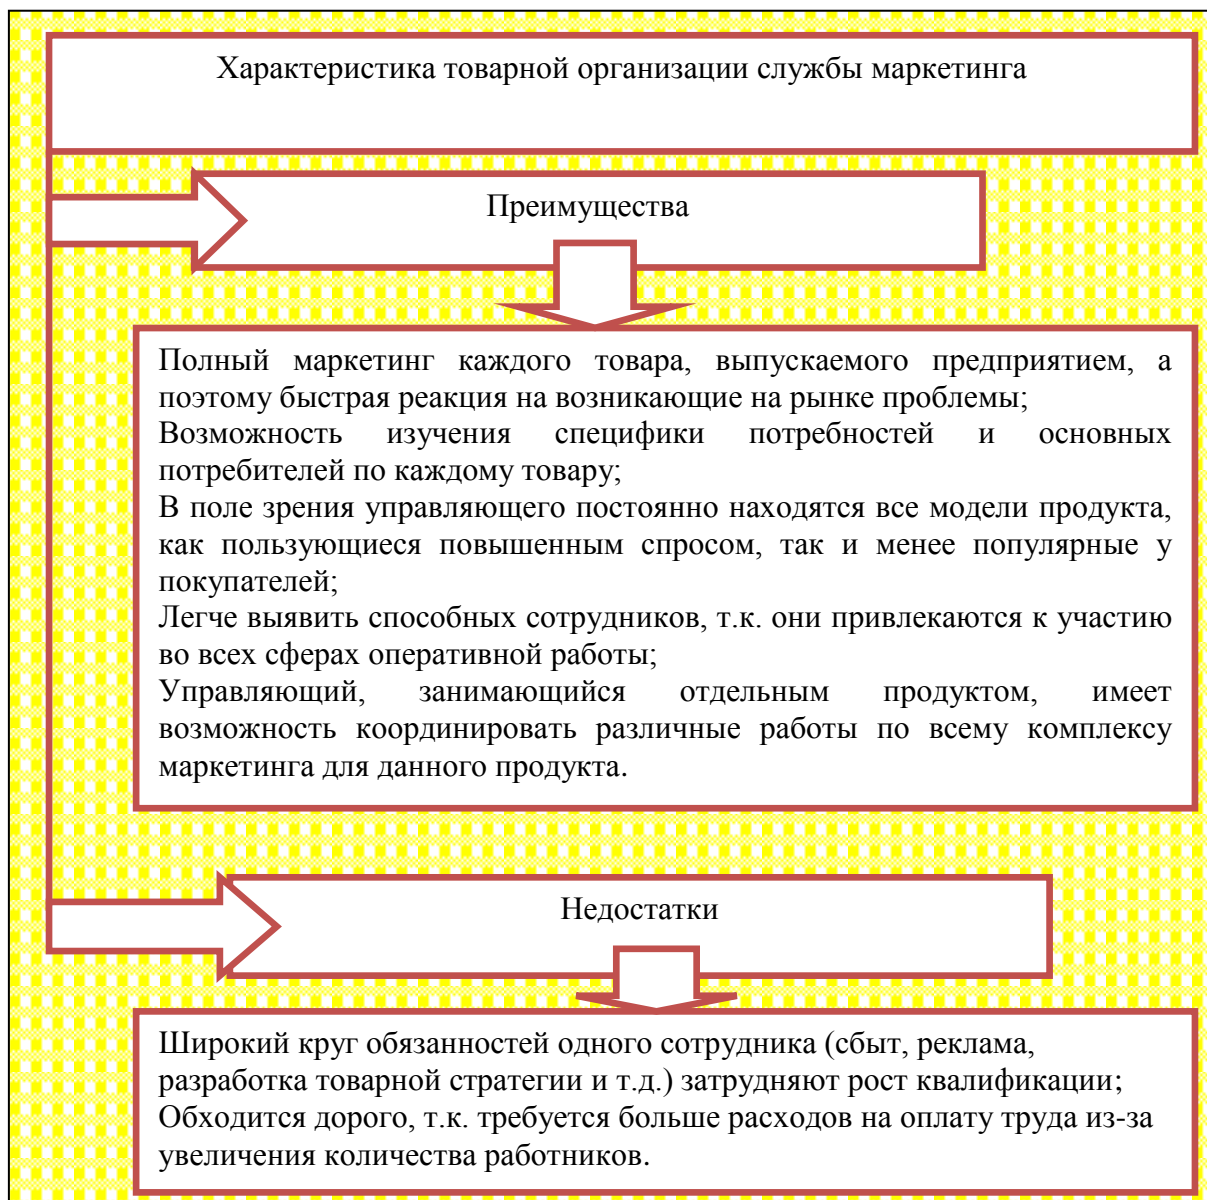 Характеристика товарной организации службы маркетинга
Преимущества
Полный маркетинг каждого товара, выпускаемого предприятием, а
поэтому быстрая реакция на возникающие на рынке проблемы;
Возможность изучения специфики потребностей и основных
потребителей по каждому товару;
В поле зрения управляющего постоянно находятся все модели продукта,
как пользующиеся повышенным спросом, так и менее популярные у
покупателей;
Легче выявить способных сотрудников, т.к. они привлекаются к участию
во всех сферах оперативной работы;
Управляющий, занимающийся отдельным продуктом, имеет
возможность координировать различные работы по всему комплексу
маркетинга для данного продукта.
Недостатки
Широкий круг обязанностей одного сотрудника (сбыт, реклама,
разработка товарной стратегии и т.д.) затрудняют рост квалификации;
Обходится дорого, т.к. требуется больше расходов на оплату труда из-за
увеличения количества работников.